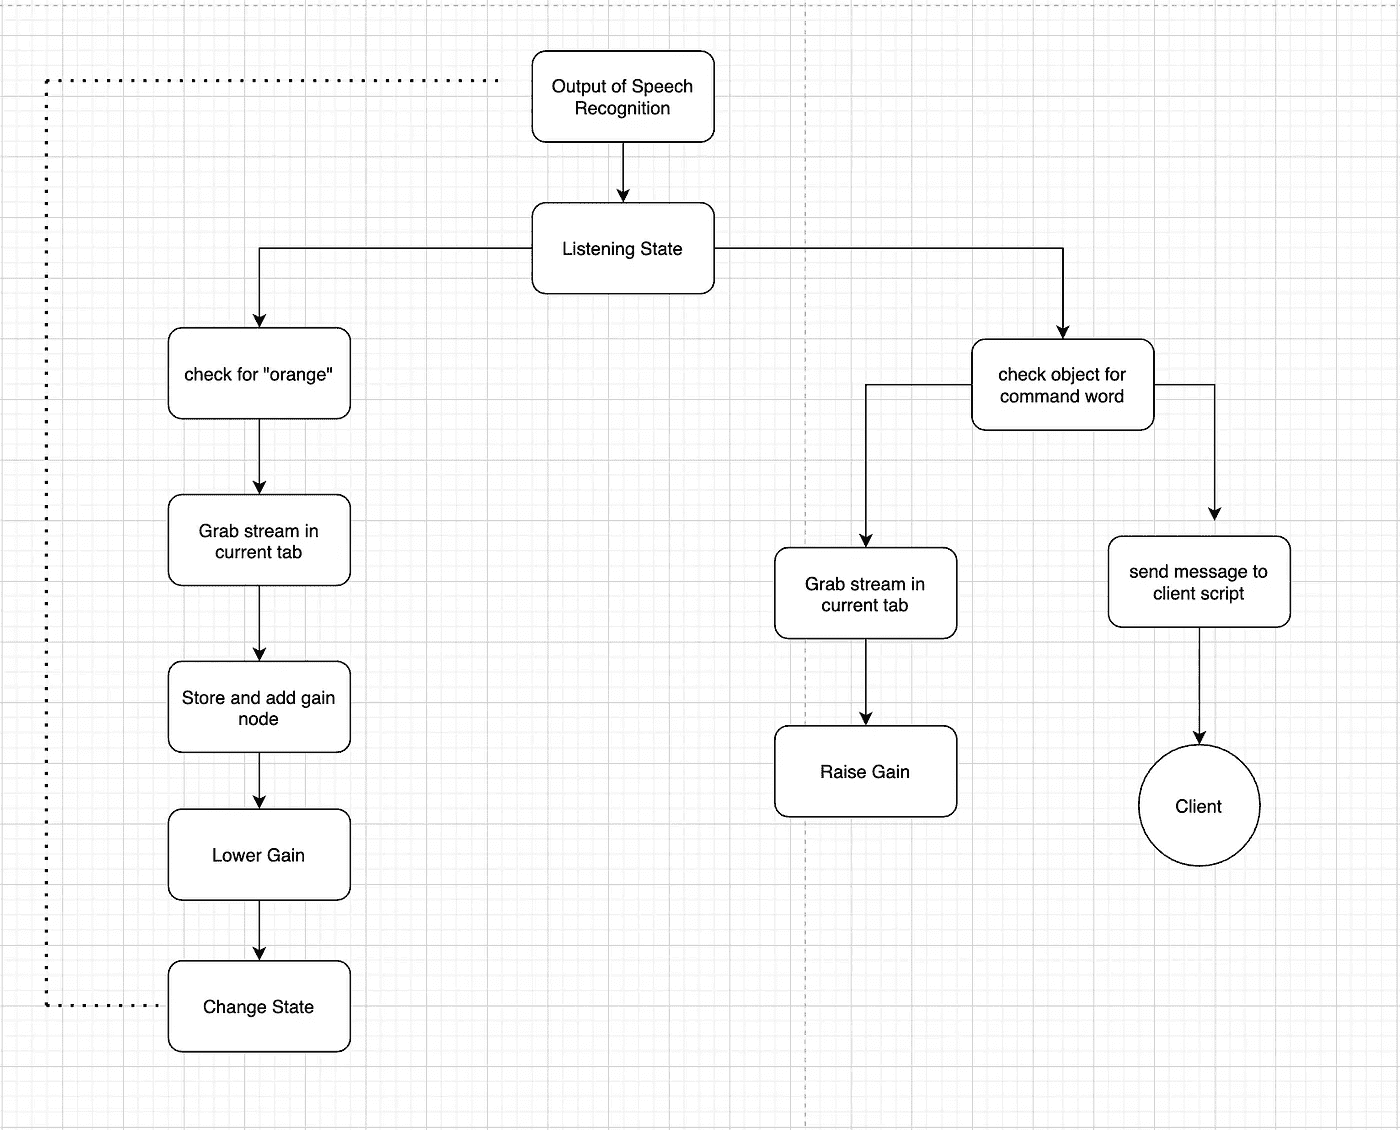 Output of Speech
Recognition
Listening State
check for "orange"
check object for
command word
Grab stream in
current tab
Grab stream in
current tab
send message to
client script
Store and add gain
node
Raise Gain
Client
Lower Gain
Change State